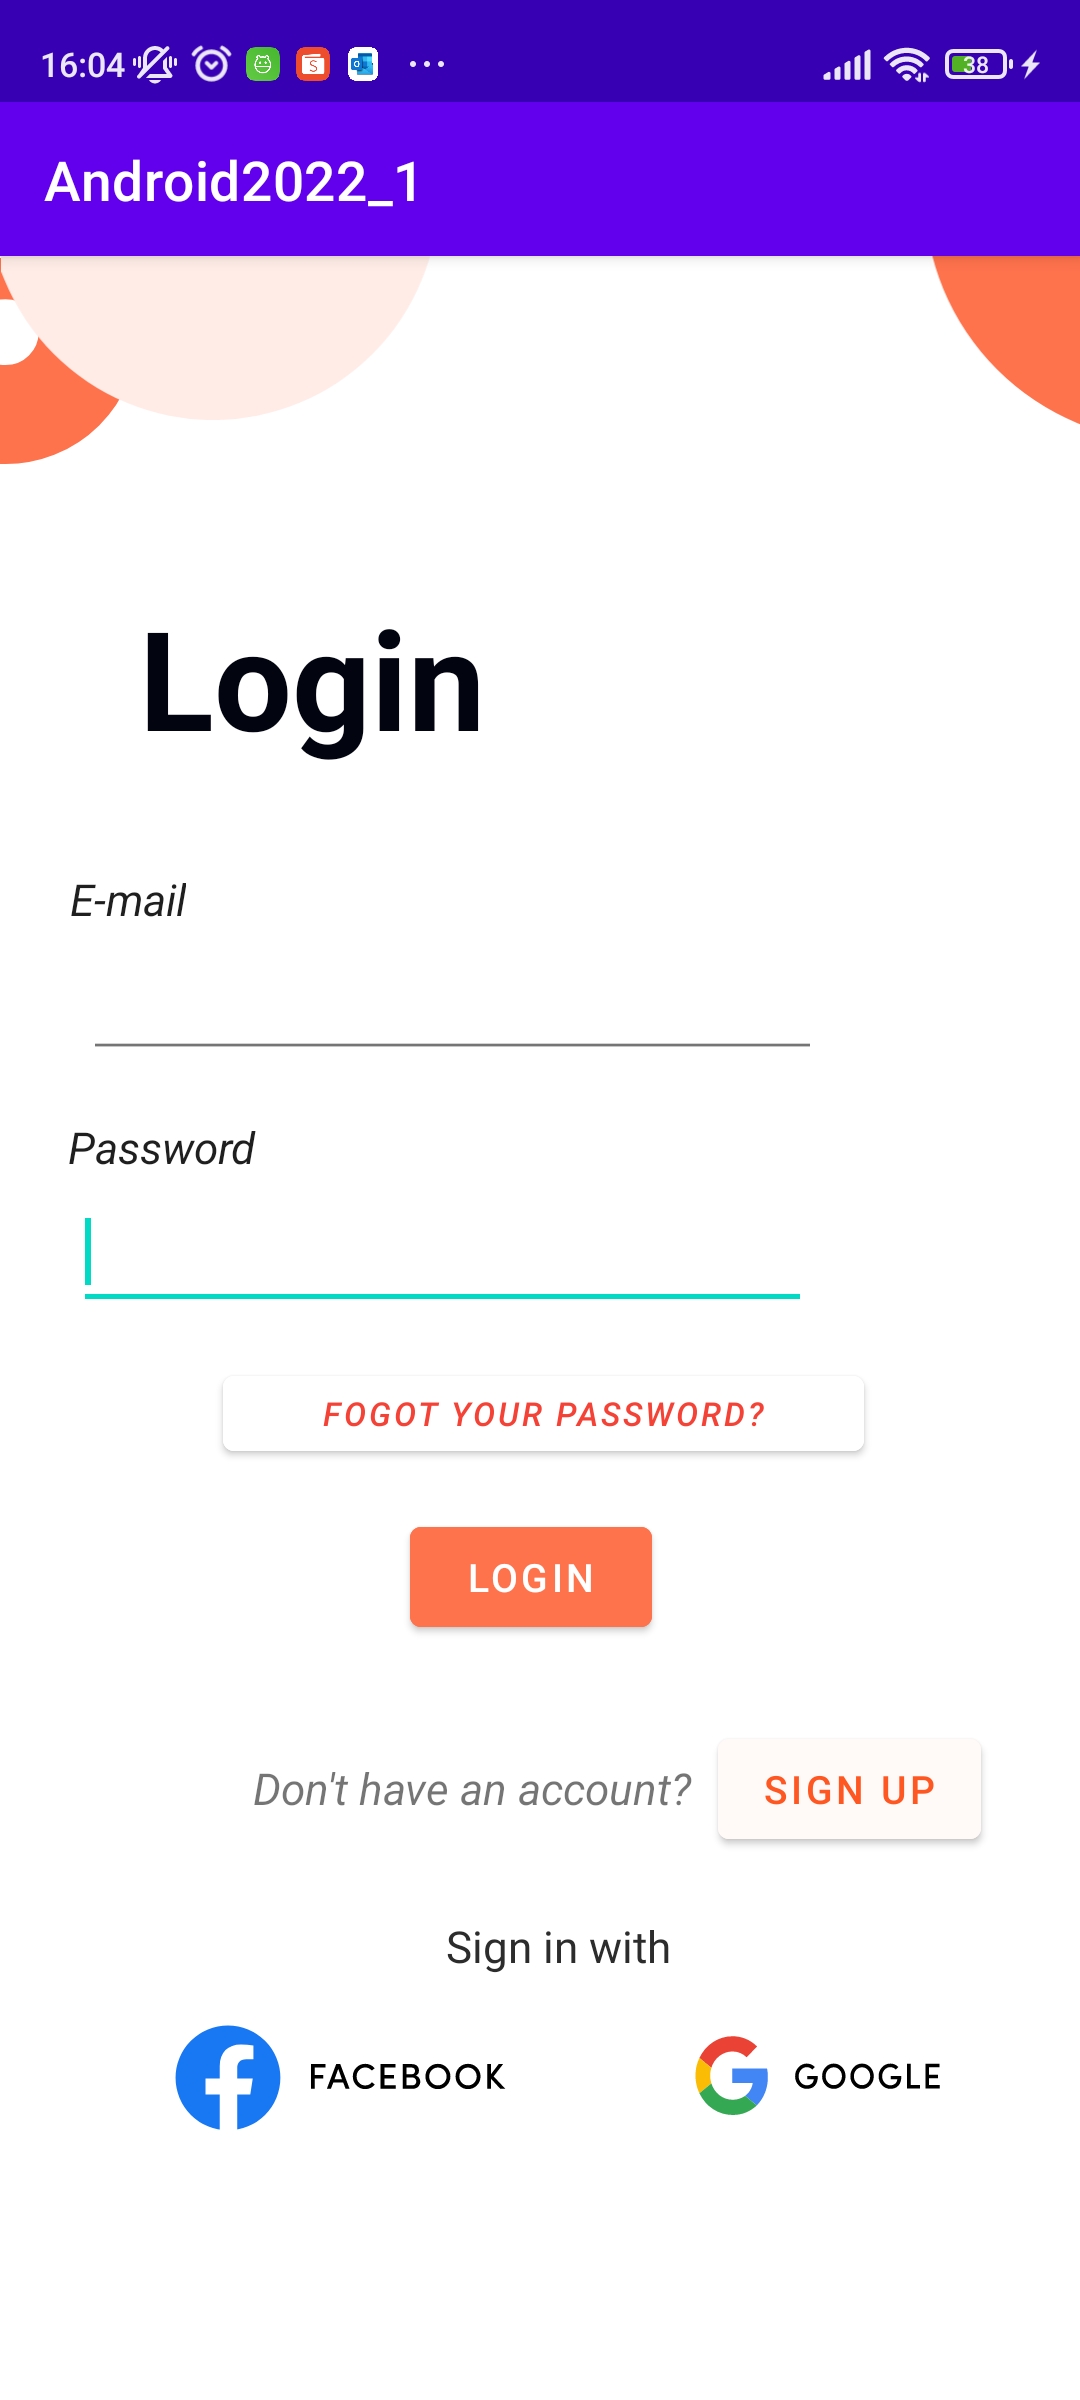 16:04
38
Android2022_1
Login
E-mail
Password
FOGOT YOUR PASSWORD?
LOGIN
Don't have an account? SIGN UP
Sign in with
FACEBOOK GOOGLE